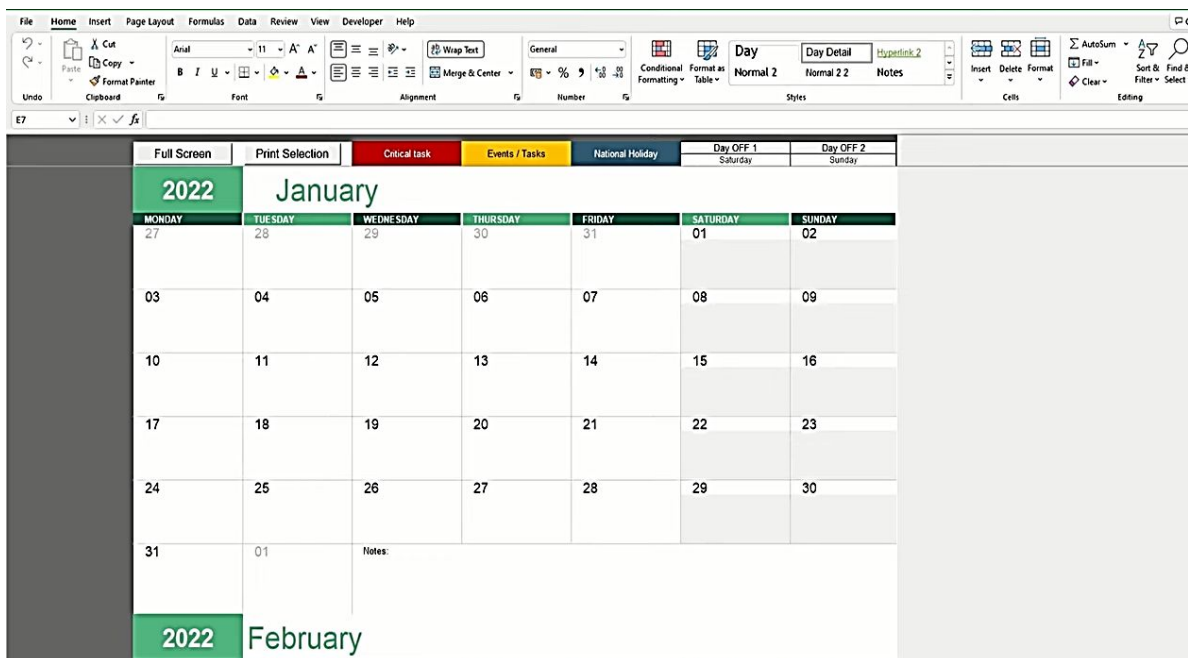 File Home Insert Page Layout Formulas Data Review View Developer Help
Cut
Copy
Paste
Format Painter
Arial 11 A^ A˅
B I U A
Wrap Text
Merge & Center
General
% 9
Conditional Formatting
Format as Table
Day Day Detail Hyperlink 2
Normal 2 Normal 2 2 Notes
Insert Delete Format
AutoSum
Fill
Clear
Sort & Filter
Find &
Select
Undo Clipboard Font Alignment Number Styles Cells Editing
E7 fx
Full Screen Print Selection Critical task Events / Tasks National Holiday Day OFF 1 Day OFF 2
Saturday Sunday
2022 January
MONDAY TUESDAY WEDNESDAY THURSDAY FRIDAY SATURDAY SUNDAY
27 28 29 30 31 01 02
03 04 05 06 07 08 09
10 11 12 13 14 15 16
17 18 19 20 21 22 23
24 25 26 27 28 29 30
31 01 Notes:
2022 February